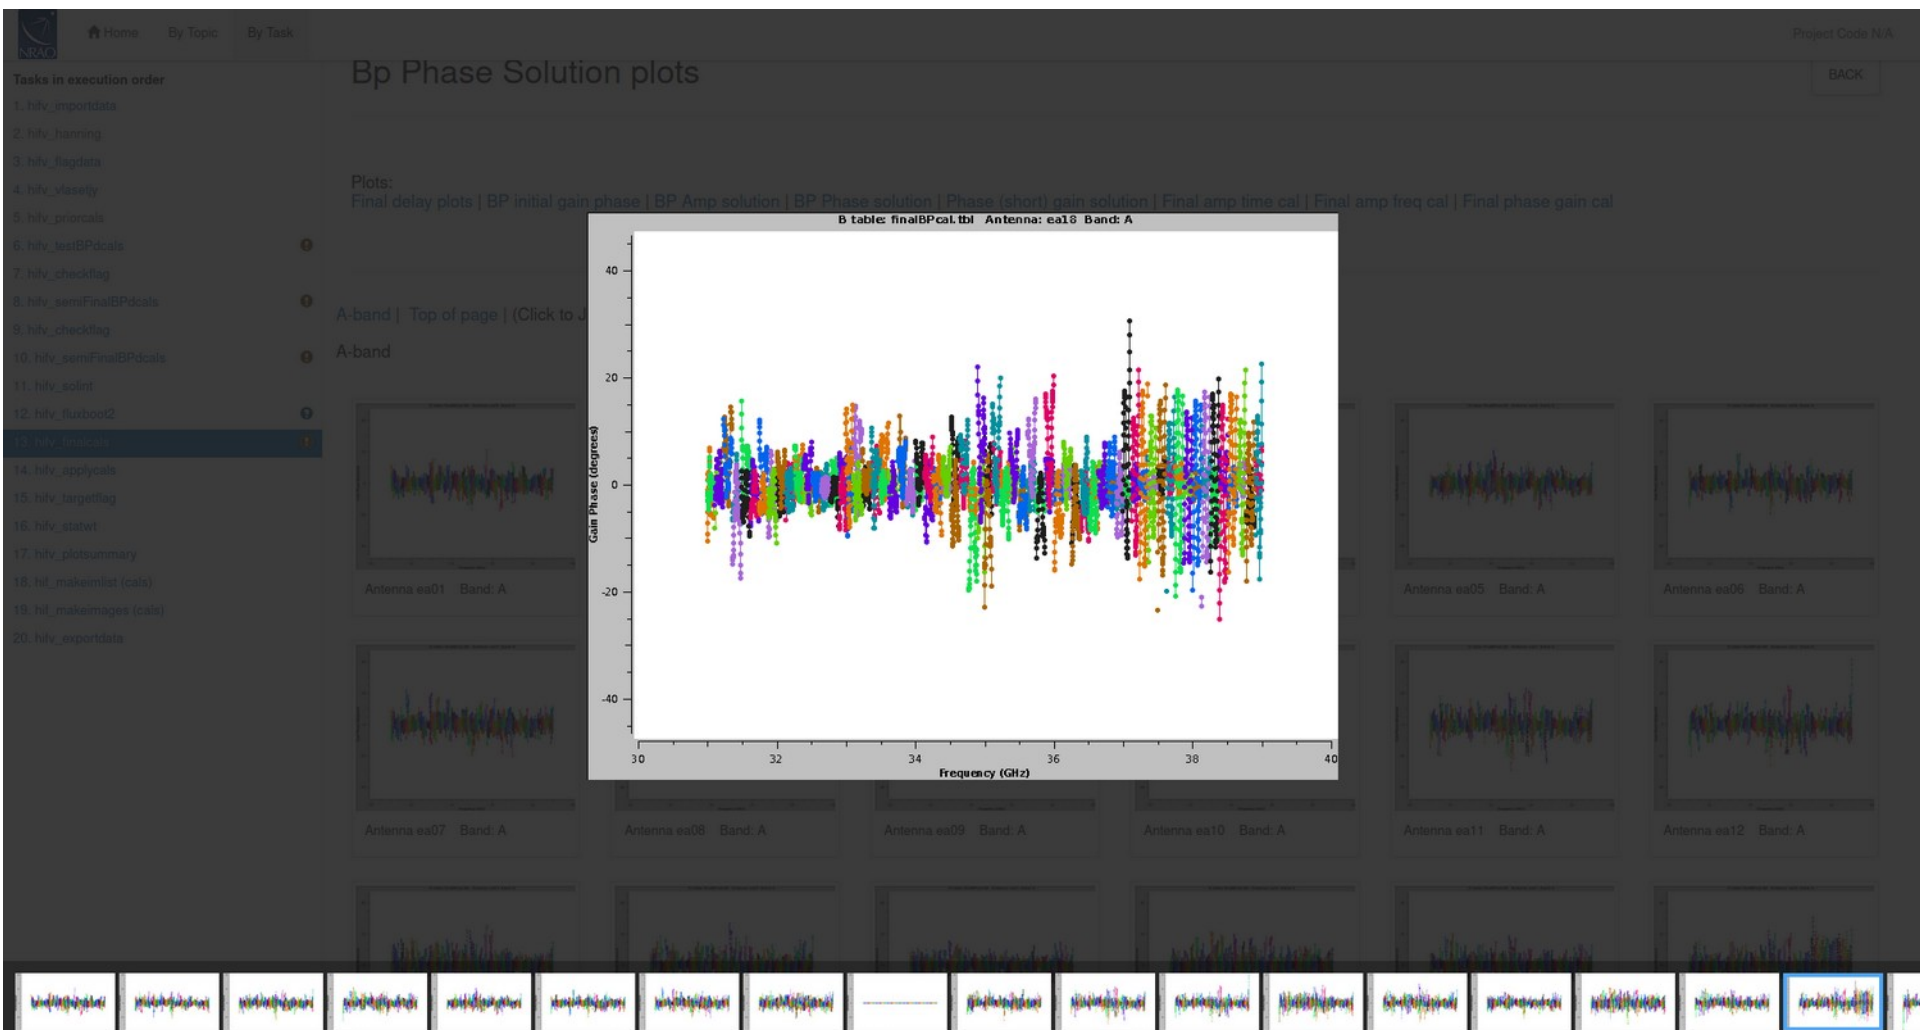 NRAO
Home By Topic By Task Project Code N/A
Tasks in execution order
1. hifv_importdata
2. hifv_hanning
3. hifv_flagdata
4. hifv_vlasetjy
5. hifv_priorcals
6. hifv_testBPdcals
7. hifv_checkflag
8. hifv_semiFinalBPdcals
9. hifv_checkflag
10. hifv_semiFinalBPdcals
11. hifv_solint
12. hifv_fluxboot2
13. hifv_finalcals
14. hifv_applycals
15. hifv_targetflag
16. hifv_statwt
17. hifv_plotsummary
18. hif_makeimlist (cals)
19. hif_makeimages (cals)
20. hifv_exportdata
Bp Phase Solution plots
BACK
Plots:
Final delay plots | BP initial gain phase | BP Amp solution | BP Phase solution | Phase (short) gain solution | Final amp time cal | Final amp freq cal | Final phase gain cal
A-band | Top of page | (Click to J
A-band
B table: finalBPcal.tbl Antenna: ea18 Band: A
Gain Phase (degrees)
40
20
0
-20
-40
30 32 34 36 38 40
Frequency (GHz)
Antenna ea01 Band: A
Antenna ea05 Band: A
Antenna ea06 Band: A
Antenna ea07 Band: A
Antenna ea08 Band: A
Antenna ea09 Band: A
Antenna ea10 Band: A
Antenna ea11 Band: A
Antenna ea12 Band: A